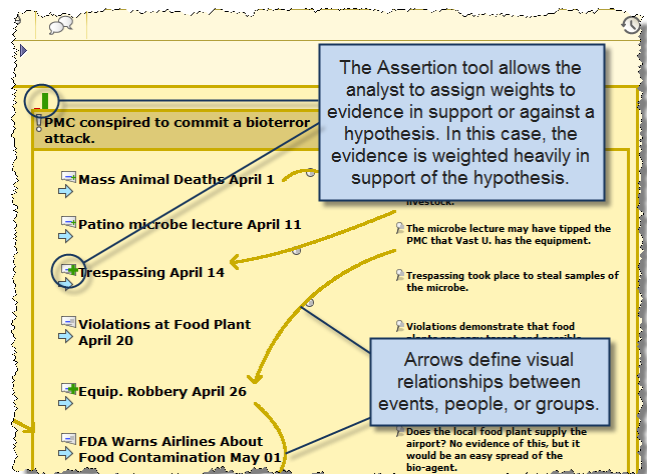 The Assertion tool allows the
analyst to assign weights to
evidence in support or against a
hypothesis. In this case, the
evidence is weighted heavily in
support of the hypothesis.
PMC conspired to commit a bioterror
attack.
Mass Animal Deaths April 1
livestock.
Patino microbe lecture April 11
The microbe lecture may have tipped the
PMC that Vast U. has the equipment.
Trespassing April 14
Trespassing took place to steal samples of
the microbe.
Violations at Food Plant
April 20
Violations demonstrate that food
Arrows define visual
relationships between
events, people, or groups.
Equip. Robbery April 26
FDA Warns Airlines About
Food Contamination May 01
Does the local food plant supply the
airport? No evidence of this, but it
would be an easy spread of the
bio-agent.